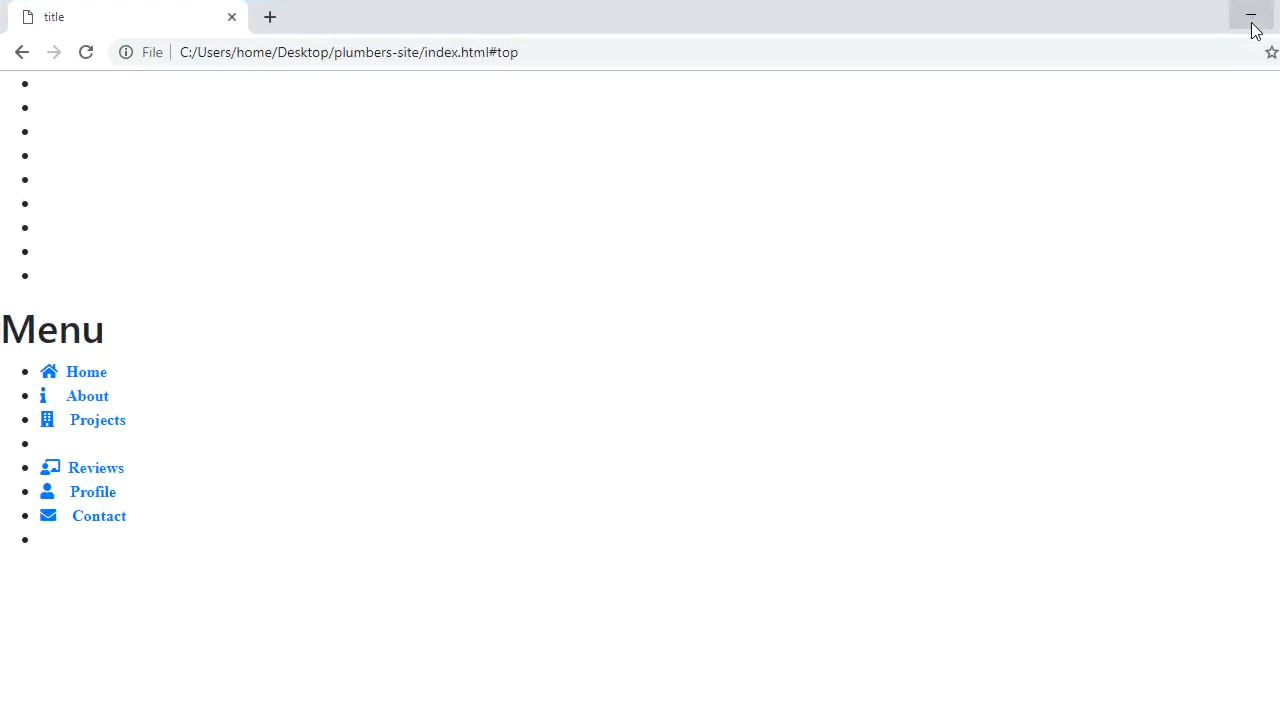 title
File
C:/Users/home/Desktop/plumbers-site/index.html#top
Menu
Home
About
Projects
Reviews
Profile
Contact